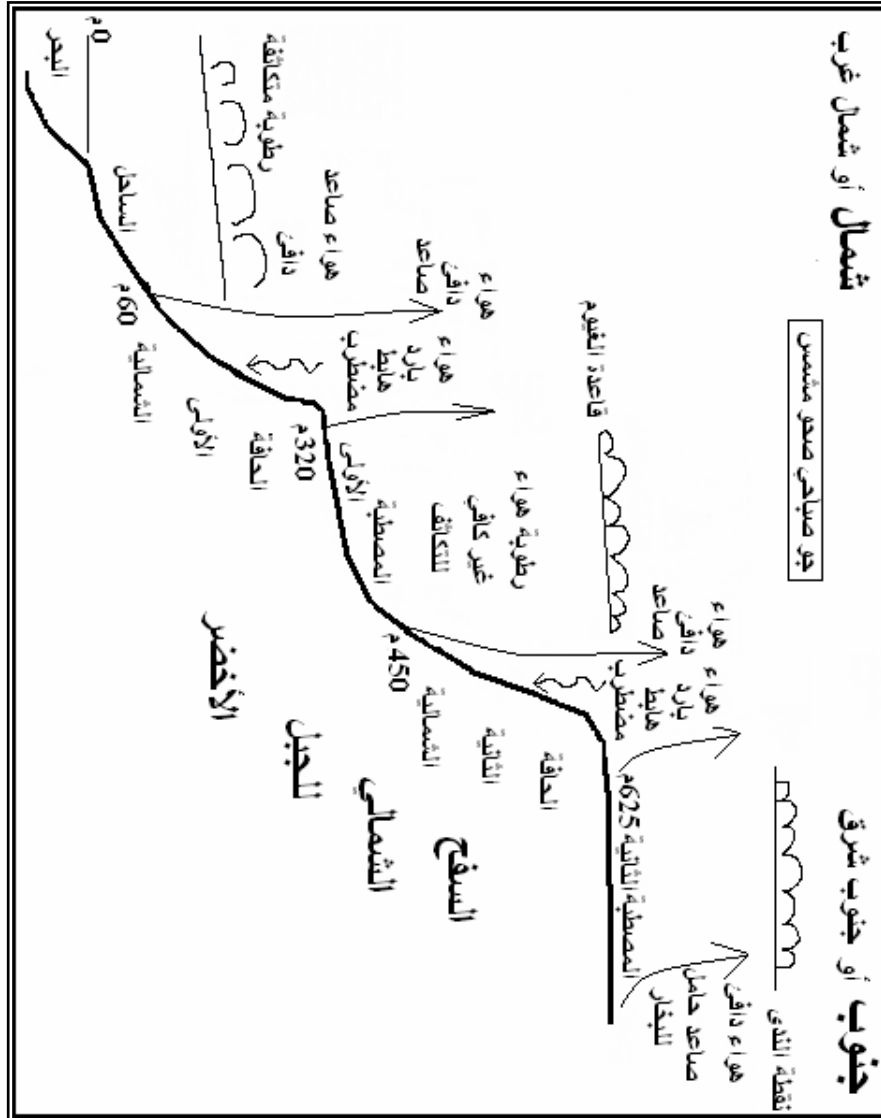 جنوب أو جنوب شرق
شمال أو شمال غرب
جو صباحي صحو مشمس
نقطة الندى
هواء دافئ
صاعد حامل
للبخار
هواء
دافئ
صاعد
هواء
بارد
هابط
مضطرب
قاعدة الغيوم
رطوبة هواء
غير كافي
للتكاثف
هواء
دافئ
صاعد
هواء
بارد
هابط
مضطرب
هواء صاعد
دافئ
رطوبة متكاثفة
625م
المصطبة الثانية
الحافة
الثانية
الشمالية
450م
المصطبة
الأولى
320م
الحافة
الأولى
الشمالية
60م
الساحل
0م
البحر
السفح
الشمالي
للجبل
الأخضر